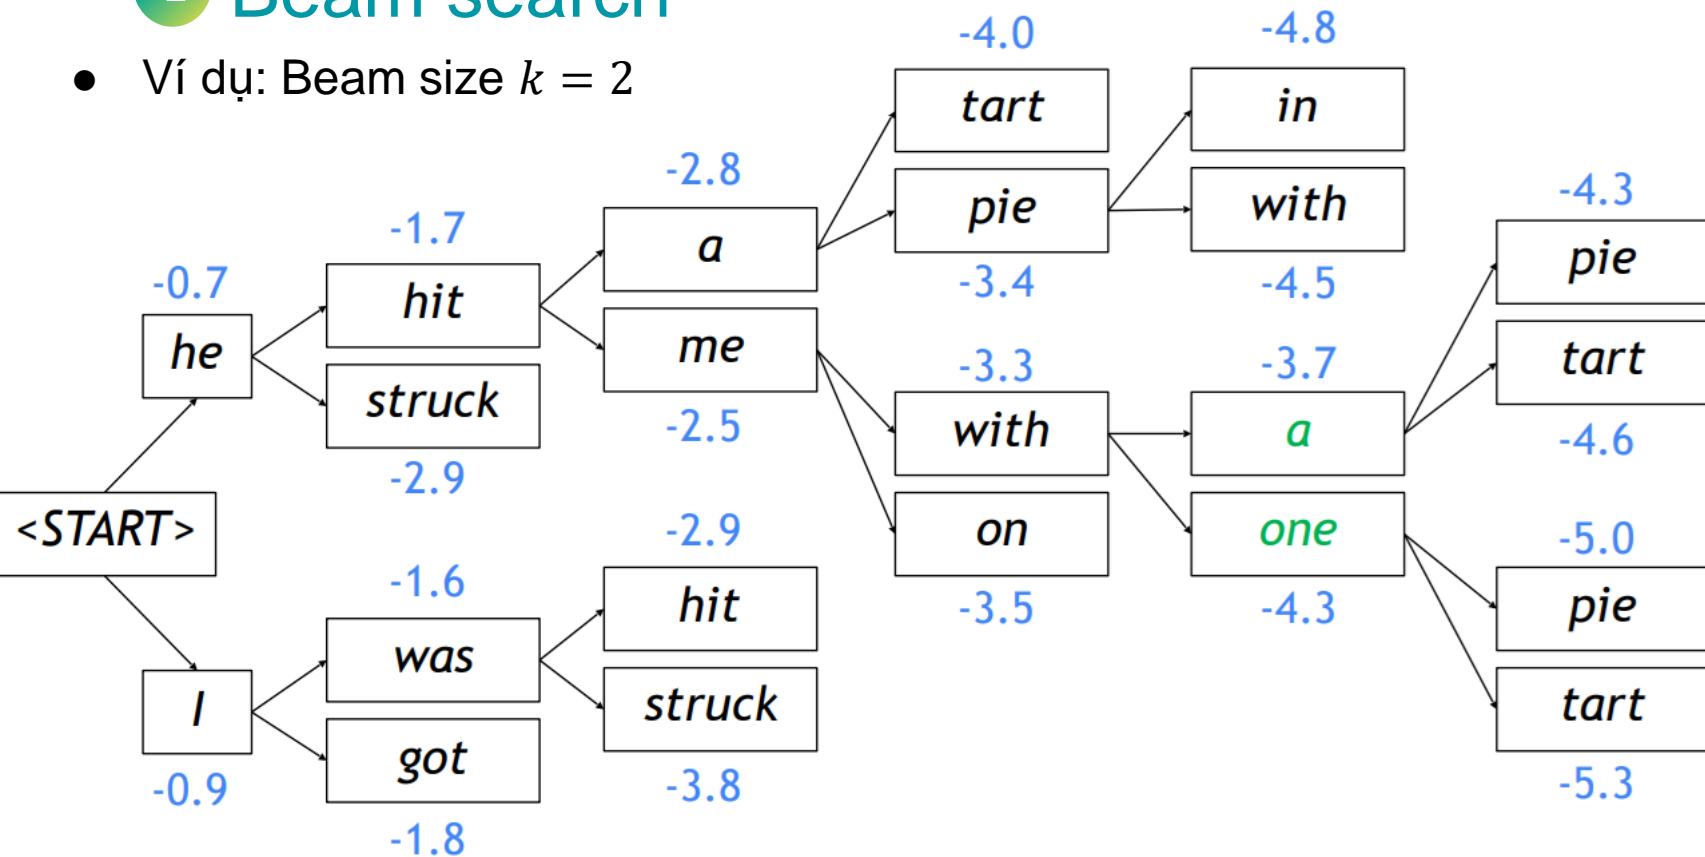 Beam search
● Ví dụ: Beam size k = 2
<START>
-0.7
he
I
-0.9
-1.7
hit
struck
-2.9
-1.6
was
got
-1.8
-2.8
a
me
-2.5
-2.9
hit
struck
-3.8
-4.0
tart
pie
-3.4
-3.3
with
on
-3.5
-4.8
in
with
-4.5
-3.7
a
one
-4.3
-4.3
pie
tart
-4.6
-5.0
pie
tart
-5.3